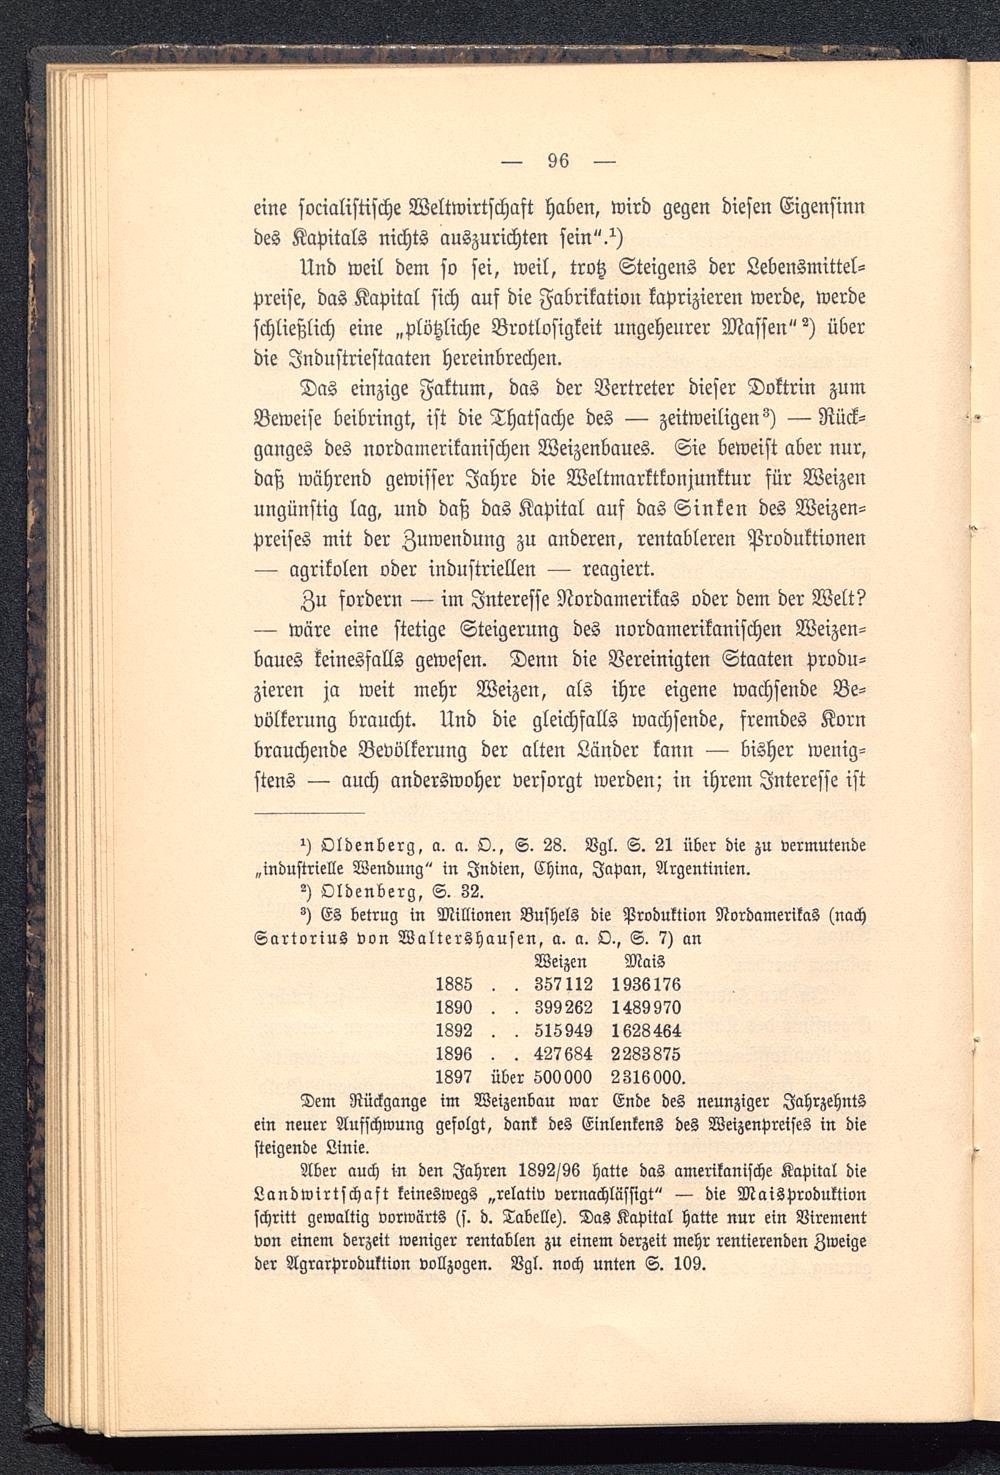 — 96 —
eine socialistische Weltwirtschaft haben, wird gegen diesen Eigensinn
des Kapitals nichts auszurichten sein“.¹)
Und weil dem so sei, weil, trotz Steigens der Lebensmittel-
preise, das Kapital sich auf die Fabrikation kaprizieren werde, werde
schließlich eine „plötzliche Brotlosigkeit ungeheurer Massen“ ²) über
die Industriestaaten hereinbrechen.
Das einzige Faktum, das der Vertreter dieser Doktrin zum
Beweise beibringt, ist die Thatsache des — zeitweiligen³) — Rück-
ganges des nordamerikanischen Weizenbaues. Sie beweist aber nur,
daß während gewisser Jahre die Weltmarktkonjunktur für Weizen
ungünstig lag, und daß das Kapital auf das Sinken des Weizen-
preises mit der Zuwendung zu anderen, rentableren Produktionen
— agrikolen oder industriellen — reagiert.
Zu fordern — im Interesse Nordamerikas oder dem der Welt?
— wäre eine stetige Steigerung des nordamerikanischen Weizen-
baues keinesfalls gewesen. Denn die Vereinigten Staaten produ-
zieren ja weit mehr Weizen, als ihre eigene wachsende Be-
völkerung braucht. Und die gleichfalls wachsende, fremdes Korn
brauchende Bevölkerung der alten Länder kann — bisher wenig-
stens — auch anderswoher versorgt werden; in ihrem Interesse ist
¹) Oldenberg, a. a. O., S. 28. Vgl. S. 21 über die zu vermutende
„industrielle Wendung“ in Indien, China, Japan, Argentinien.
²) Oldenberg, S. 32.
³) Es betrug in Millionen Bushels die Produktion Nordamerikas (nach
Sartorius von Waltershausen, a. a. O., S. 7) an
Weizen Mais
1885 . . 357112 1936176
1890 . . 399262 1489970
1892 . . 515949 1628464
1896 . . 427684 2283875
1897 über 500000 2316000.
Dem Rückgange im Weizenbau war Ende des neunziger Jahrzehnts
ein neuer Aufschwung gefolgt, dank des Einlenkens des Weizenpreises in die
steigende Linie.
Aber auch in den Jahren 1892/96 hatte das amerikanische Kapital die
Landwirtschaft keineswegs „relativ vernachlässigt“ — die Maisproduktion
schritt gewaltig vorwärts (s. d. Tabelle). Das Kapital hatte nur ein Virement
von einem derzeit weniger rentablen zu einem derzeit mehr rentierenden Zweige
der Agrarproduktion vollzogen. Vgl. noch unten S. 109.